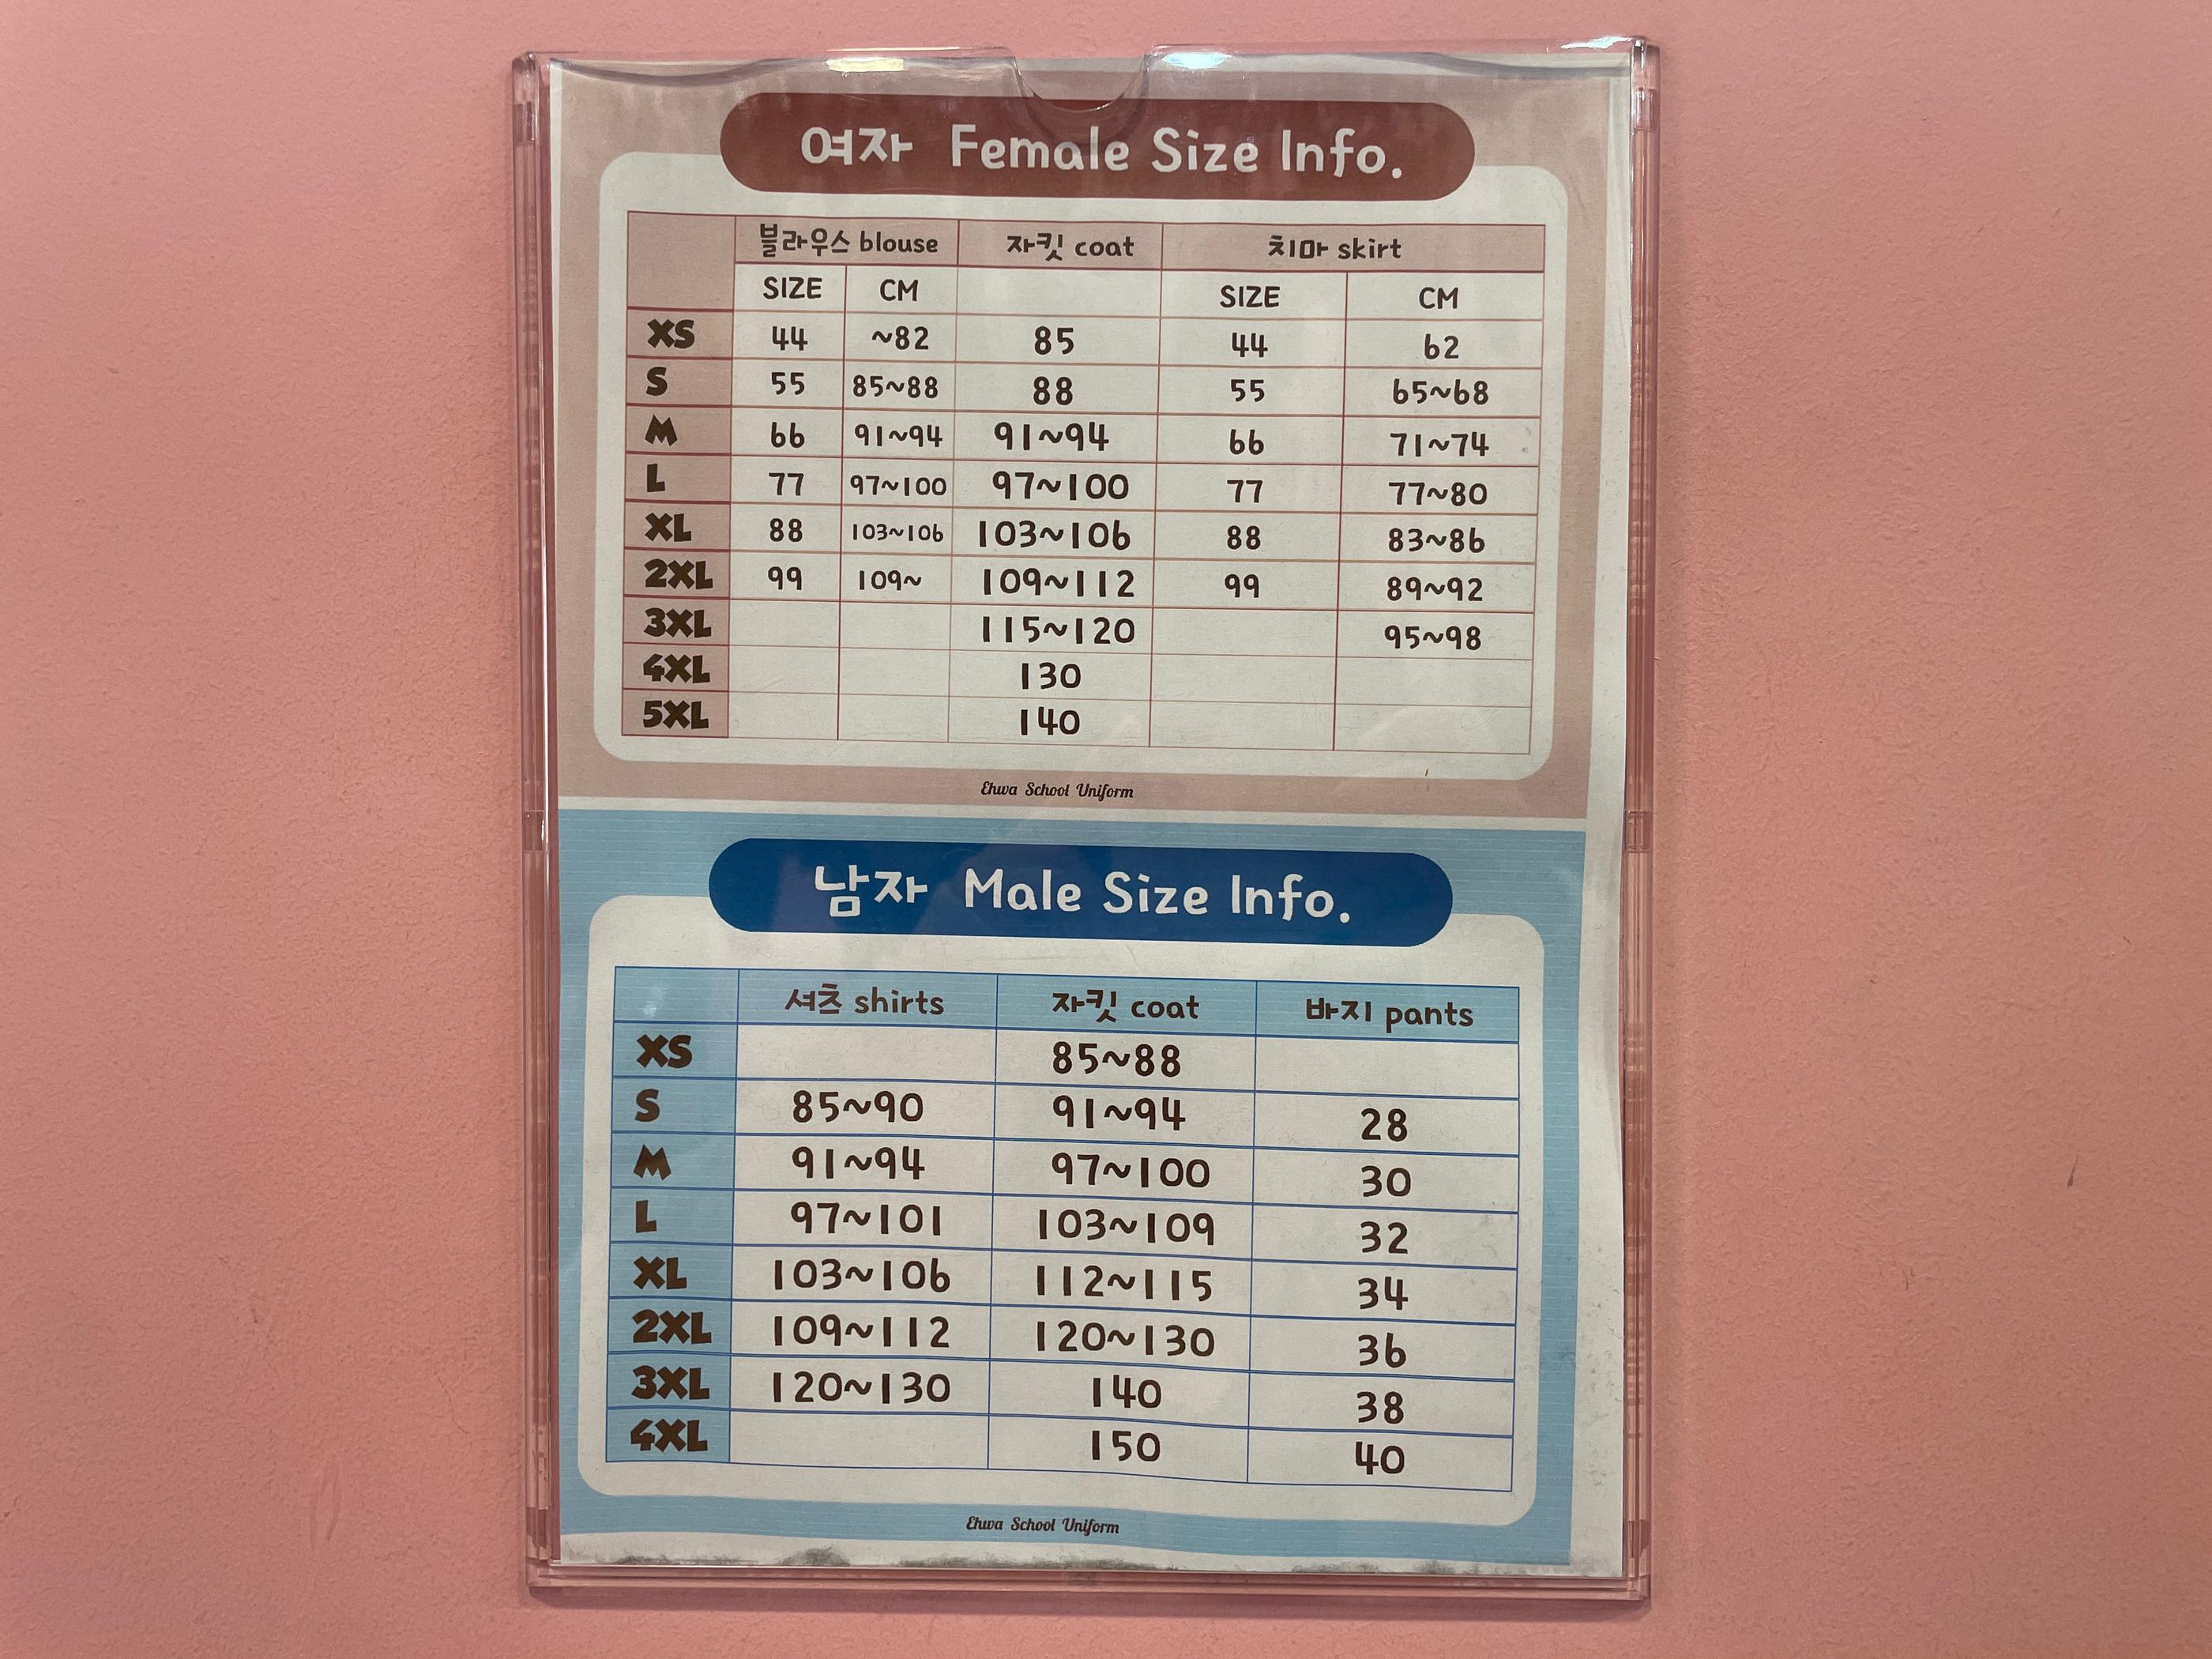 여자 Female Size Info.
블라우스 blouse 자킷 coat 치마 skirt
SIZE CM SIZE CM
XS 44 ~82 85 44 62
S 55 85~88 88 55 65~68
M 66 91~94 91~94 66 71~74
L 77 97~100 97~100 77 77~80
XL 88 103~106 103~106 88 83~86
2XL 99 109~ 109~112 99 89~92
3XL 115~120 95~98
4XL 130
5XL 140
Ehwa School Uniform
남자 Male Size Info.
셔츠 shirts 자킷 coat 바지 pants
XS 85~88
S 85~90 91~94 28
M 91~94 97~100 30
L 97~101 103~109 32
XL 103~106 112~115 34
2XL 109~112 120~130 36
3XL 120~130 140 38
4XL 150 40
Ehwa School Uniform